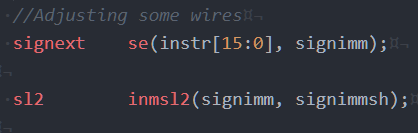 //Adjusting some wires
signext    se(instr[15:0], signimm);
sl2        inmsl2(signimm, signimmsh);